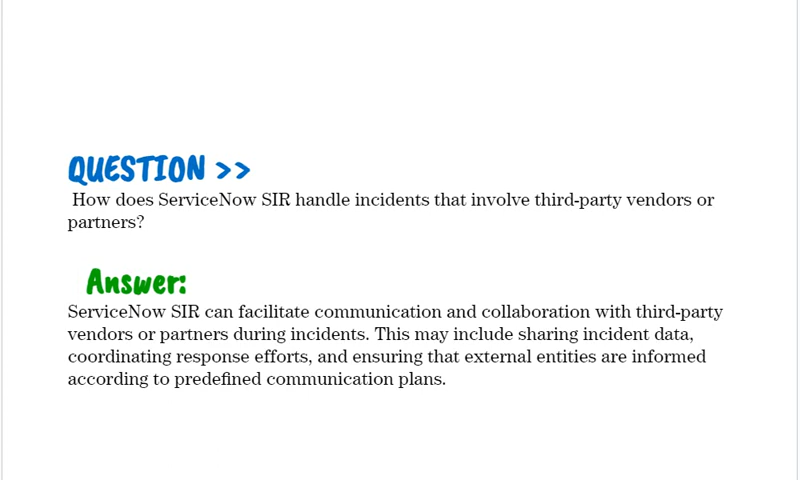 QUESTION >>
How does ServiceNow SIR handle incidents that involve third-party vendors or
partners?
Answer:
ServiceNow SIR can facilitate communication and collaboration with third-party
vendors or partners during incidents. This may include sharing incident data,
coordinating response efforts, and ensuring that external entities are informed
according to predefined communication plans.